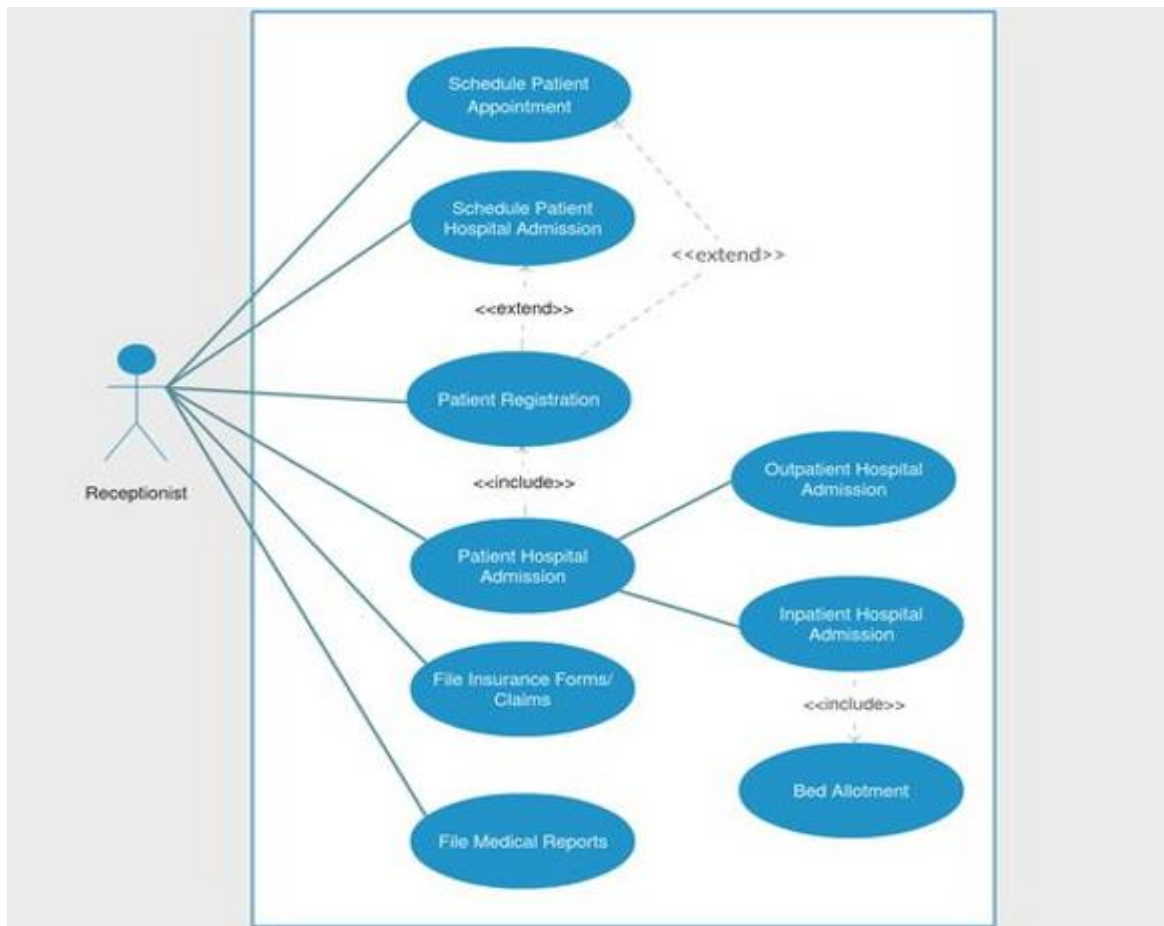 Schedule Patient
Appointment
Schedule Patient
Hospital Admission
<<extend>>
<<extend>>
Patient Registration
<<include>>
Receptionist
Outpatient Hospital
Admission
Patient Hospital
Admission
Inpatient Hospital
Admission
<<include>>
File Insurance Forms/
Claims
Bed Allotment
File Medical Reports